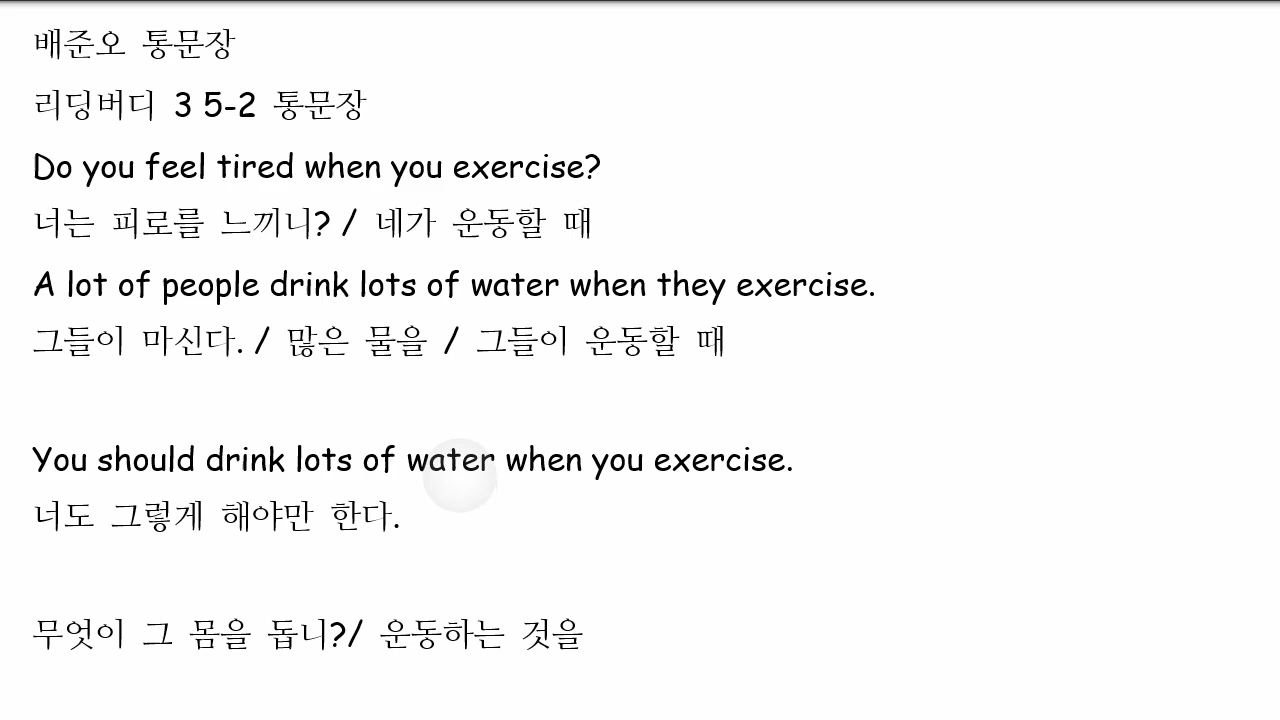 배준오 통문장
리딩버디 3 5-2 통문장
Do you feel tired when you exercise?
너는 피로를 느끼니? / 네가 운동할 때
A lot of people drink lots of water when they exercise.
그들이 마신다. / 많은 물을 / 그들이 운동할 때
You should drink lots of water when you exercise.
너도 그렇게 해야만 한다.
무엇이 그 몸을 돕니?/ 운동하는 것을